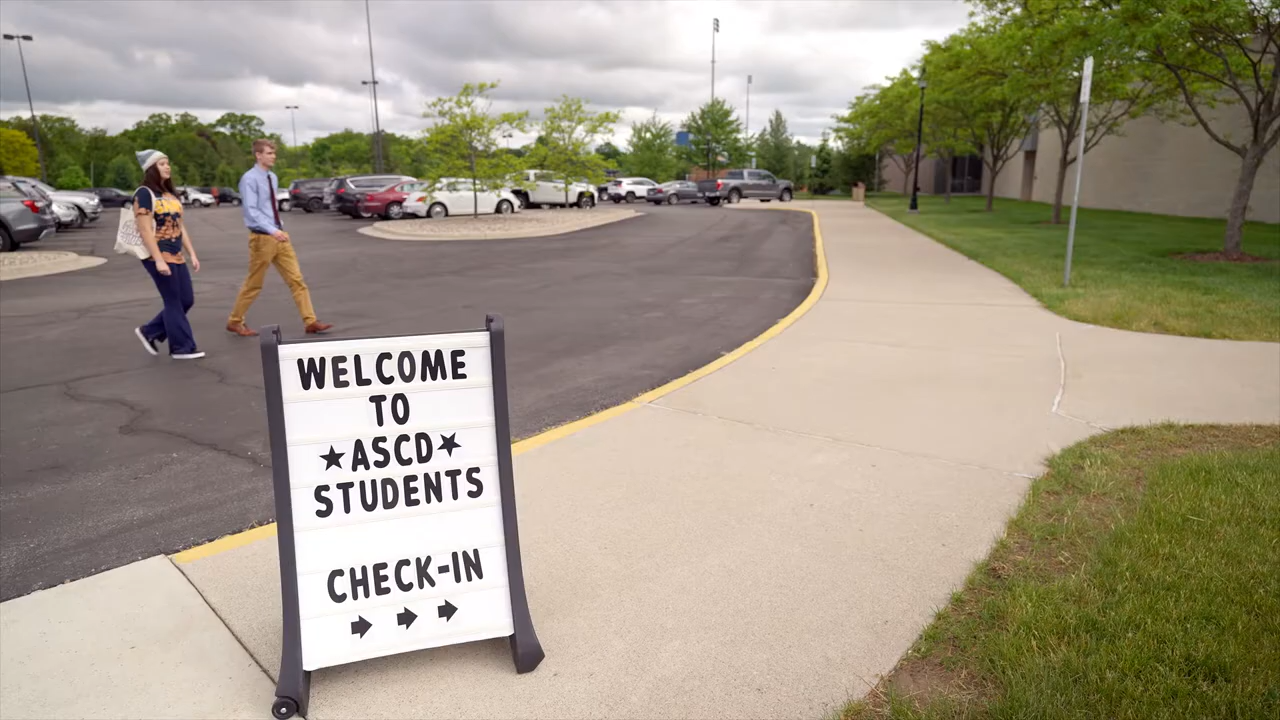 WELCOME
TO
★ASCD★
STUDENTS
CHECK-IN
➡ ➡ ➡